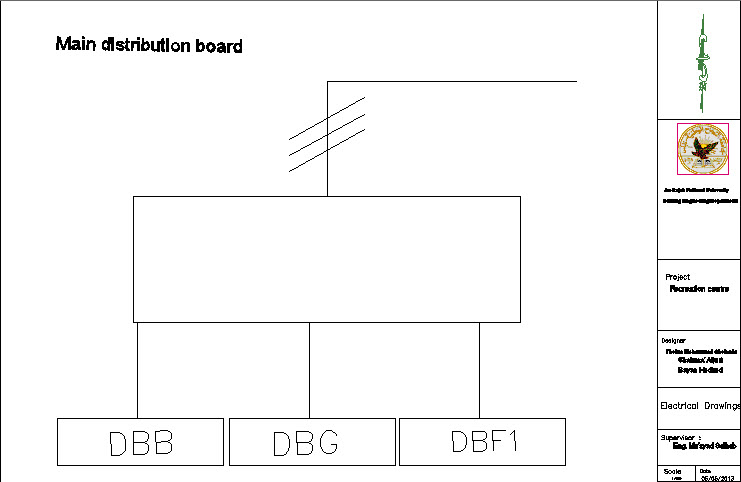 Main distribution board
An-Najah National University
Project
Recreation centre
Designer
Electrical Drawings
Supervisor :
Scale
Date
05/05/2013
DBB
DBG
DBF1